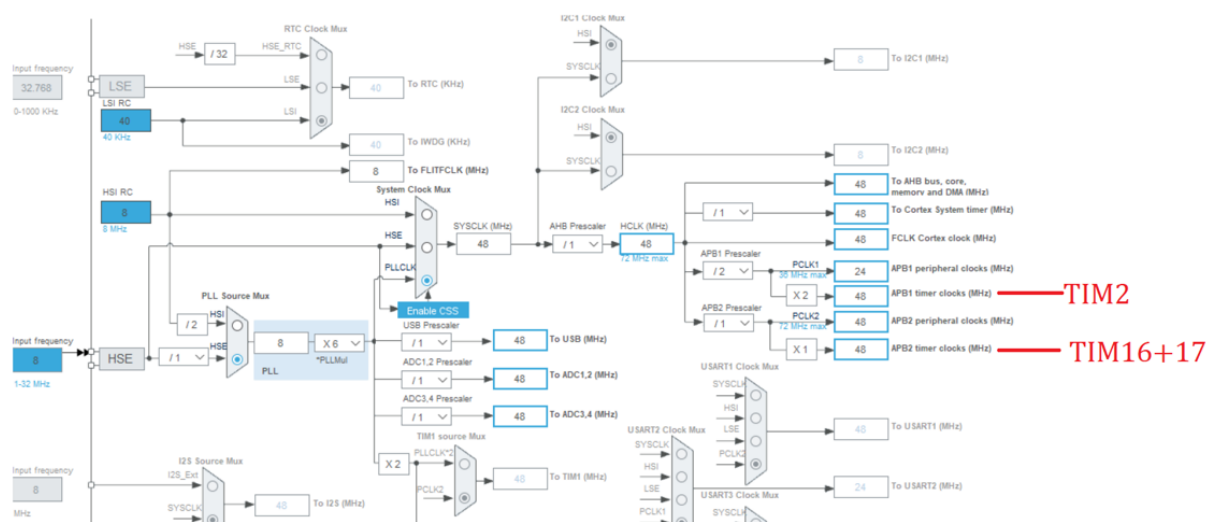 I2C1 Clock Mux
RTC Clock Mux
HSI
HSE
/ 32
HSE_RTC
8
To I2C1 (MHz)
SYSCLK
Input frequency
32.768
0-1000 KHz
LSE
LSE
40
To RTC (KHz)
LSI RC
40
40 KHz
LSI
I2C2 Clock Mux
HSI
40
To IWDG (KHz)
SYSCLK
8
To I2C2 (MHz)
8
To FLITFCLK (MHz)
HSI RC
8
8 MHz
System Clock Mux
HSI
HSE
PLLCLK
Enable CSS
SYSCLK (MHz)
48
AHB Prescaler
/ 1
HCLK (MHz)
48
72 MHz max
48
To AHB bus, core,
memory and DMA (MHz)
/ 1
48
To Cortex System timer (MHz)
48
FCLK Cortex clock (MHz)
APB1 Prescaler
/ 2
PCLK1
36 MHz max
24
APB1 peripheral clocks (MHz)
X 2
48
APB1 timer clocks (MHz)
TIM2
APB2 Prescaler
/ 1
PCLK2
72 MHz max
48
APB2 peripheral clocks (MHz)
X 1
48
APB2 timer clocks (MHz)
TIM16+17
PLL Source Mux
/ 2
HSI
Input frequency
8
1-32 MHz
HSE
/ 1
HSE
8
X 6
*PLLMul
PLL
USB Prescaler
/ 1
48
To USB (MHz)
ADC1,2 Prescaler
/ 1
48
To ADC1,2 (MHz)
ADC3,4 Prescaler
/ 1
48
To ADC3,4 (MHz)
TIM1 source Mux
X 2
PLLCLK*2
PCLK2
48
To TIM1 (MHz)
USART1 Clock Mux
SYSCLK
HSI
LSE
PCLK2
48
To USART1 (MHz)
USART2 Clock Mux
SYSCLK
HSI
LSE
PCLK1
24
To USART2 (MHz)
USART3 Clock Mux
SYSCLK
Input frequency
8
MHz
I2S Source Mux
I2S_Ext
SYSCLK
48
To I2S (MHz)